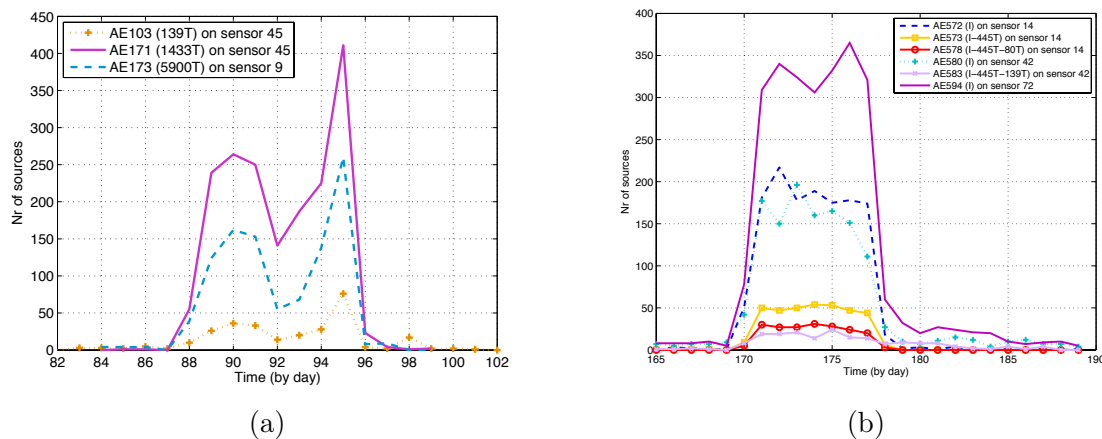 450
400
350
300
250
200
150
100
50
0
Nr of sources
AE103 (139T) on sensor 45
AE171 (1433T) on sensor 45
AE173 (5900T) on sensor 9
82 84 86 88 90 92 94 96 98 100 102
Time (by day)
(a)
400
350
300
250
200
150
100
50
0
Nr of sources
AE572 (I) on sensor 14
AE573 (I−445T) on sensor 14
AE578 (I−445T−80T) on sensor 14
AE580 (I) on sensor 42
AE583 (I−445T−139T) on sensor 42
AE594 (I) on sensor 72
165 170 175 180 185 190
Time (by day)
(b)